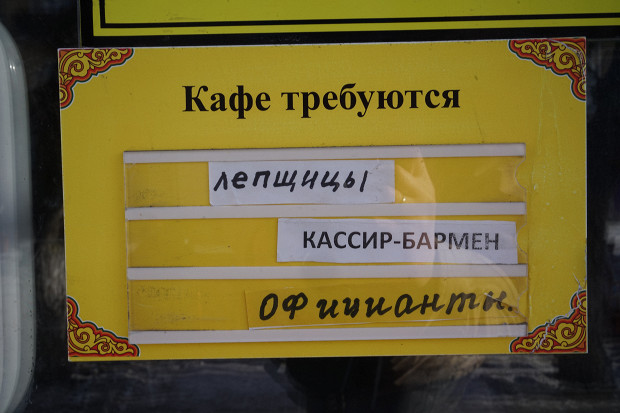 Кафе требуются
лепщицы
КАССИР-БАРМЕН
Официанты.